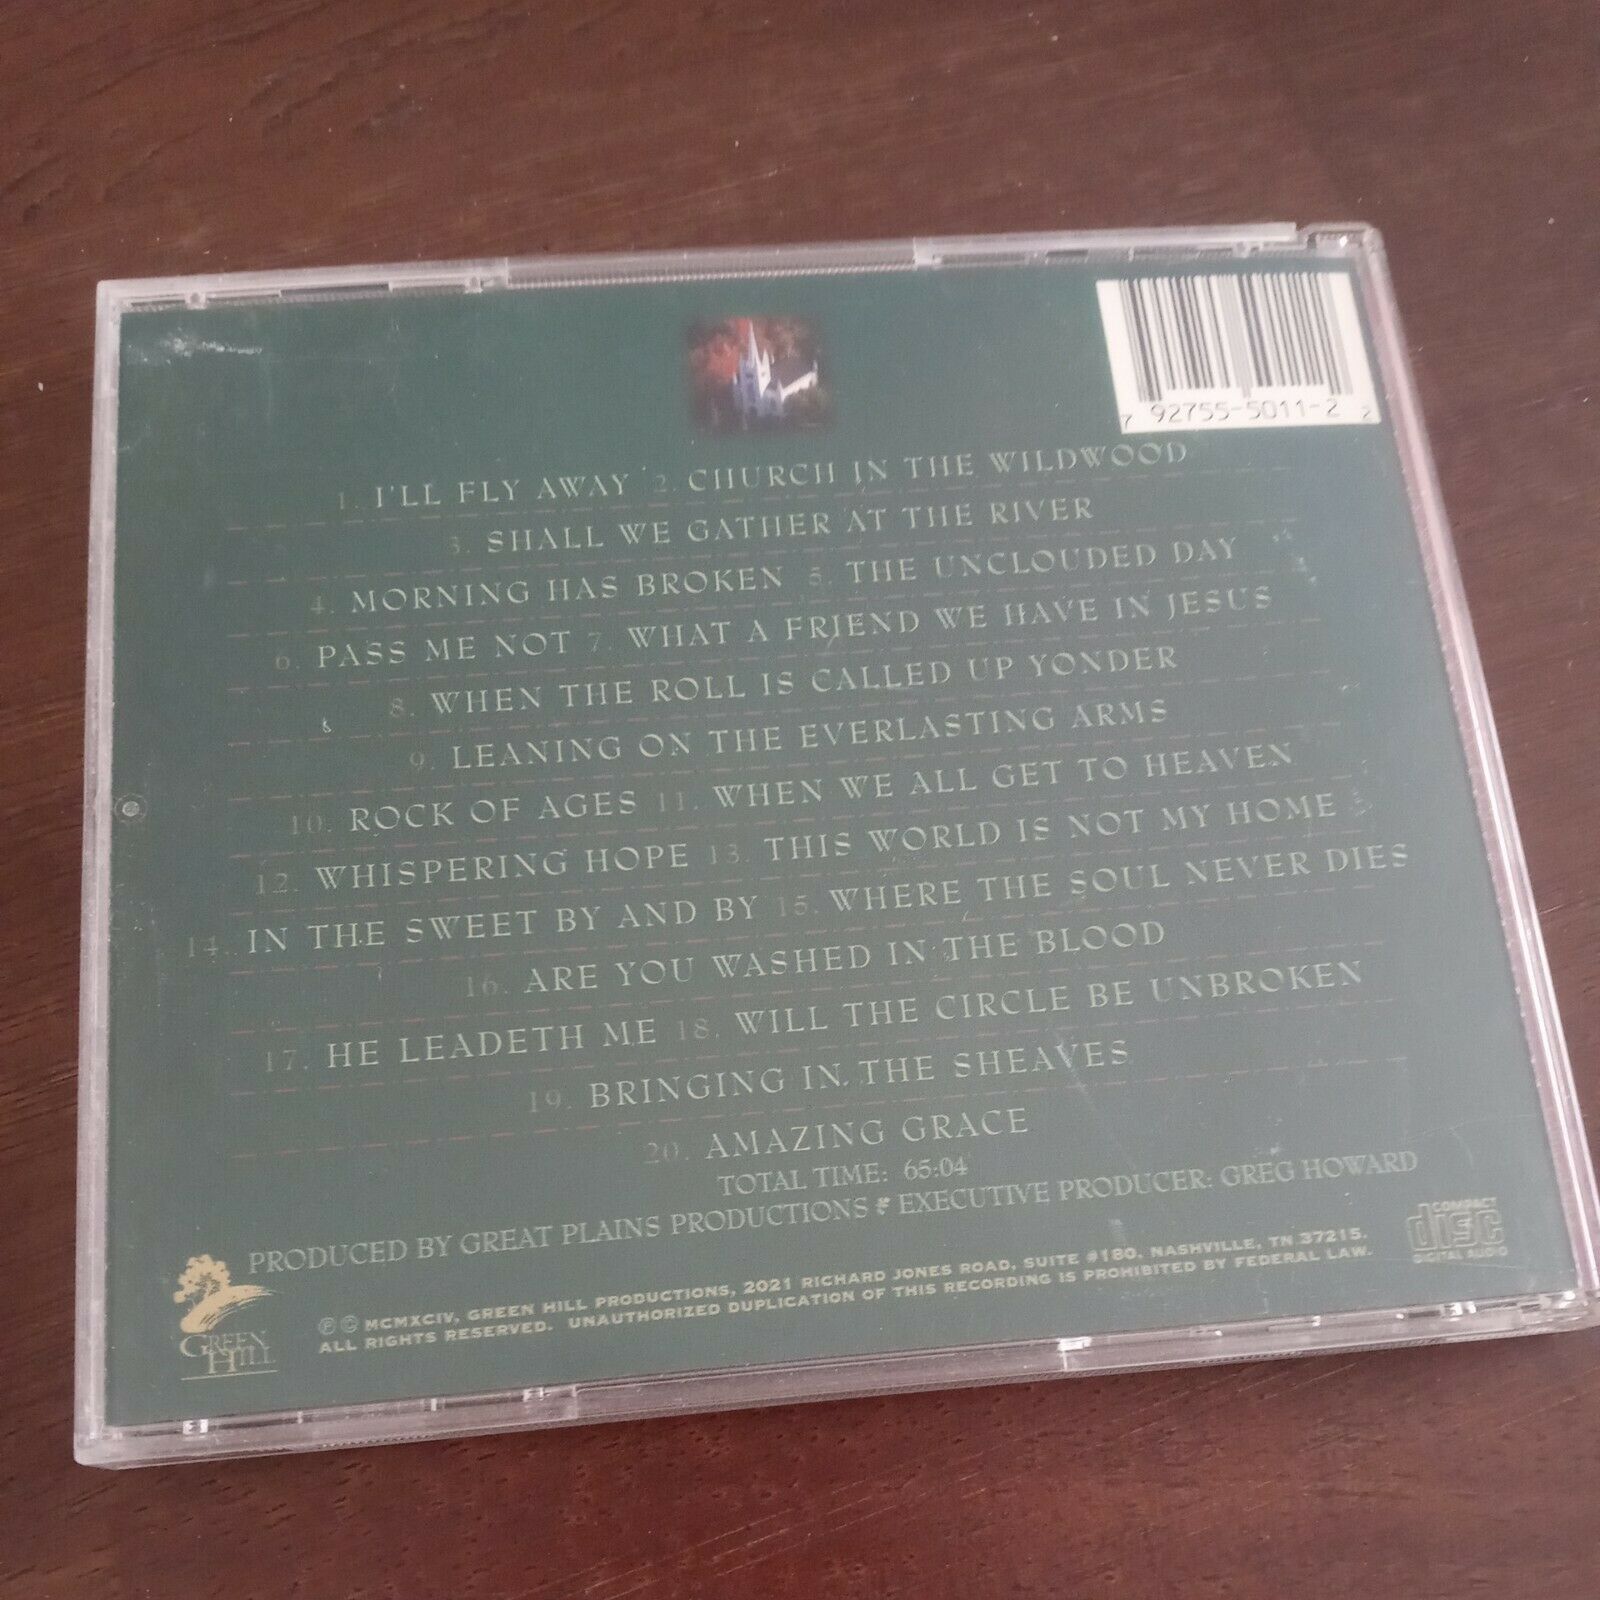 7 92755-5011-2 2
1. I'LL FLY AWAY 2. CHURCH IN THE WILDWOOD
3. SHALL WE GATHER AT THE RIVER
4. MORNING HAS BROKEN 5. THE UNCLOUDED DAY
6. PASS ME NOT 7. WHAT A FRIEND WE HAVE IN JESUS
8. WHEN THE ROLL IS CALLED UP YONDER
9. LEANING ON THE EVERLASTING ARMS
10. ROCK OF AGES 11. WHEN WE ALL GET TO HEAVEN
12. WHISPERING HOPE 13. THIS WORLD IS NOT MY HOME
14. IN THE SWEET BY AND BY 15. WHERE THE SOUL NEVER DIES
16. ARE YOU WASHED IN THE BLOOD
17. HE LEADETH ME 18. WILL THE CIRCLE BE UNBROKEN
19. BRINGING IN THE SHEAVES
20. AMAZING GRACE
TOTAL TIME: 65:04
PRODUCED BY GREAT PLAINS PRODUCTIONS EXECUTIVE PRODUCER: GREG HOWARD
℗ © MCMXCIV, GREEN HILL PRODUCTIONS, 2021 RICHARD JONES ROAD, SUITE #180, NASHVILLE, TN 37215.
ALL RIGHTS RESERVED. UNAUTHORIZED DUPLICATION OF THIS RECORDING IS PROHIBITED BY FEDERAL LAW.
GREEN
HILL
COMPACT
disc
DIGITAL AUDIO